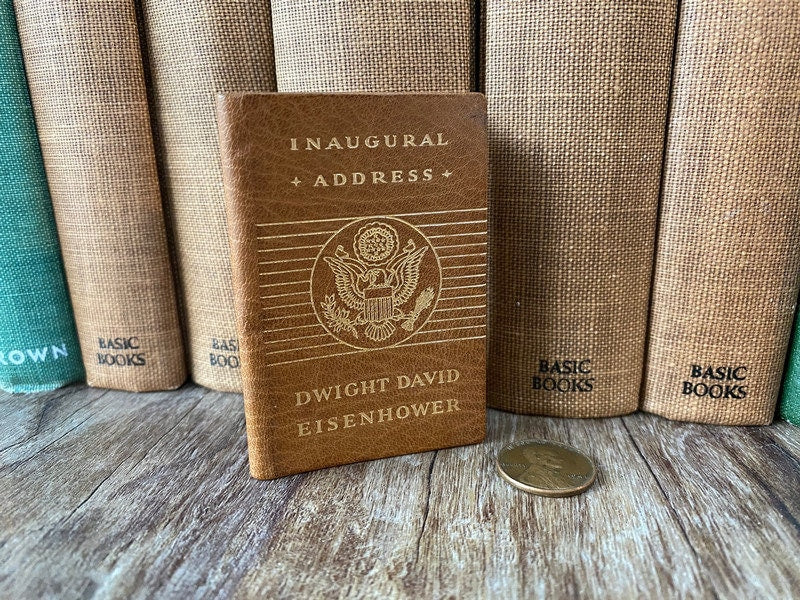 INAUGURAL
ADDRESS
DWIGHT DAVID
EISENHOWER
ROWN
BASIC
BOOKS
BASIC
BOOKS
BASIC
BOOKS